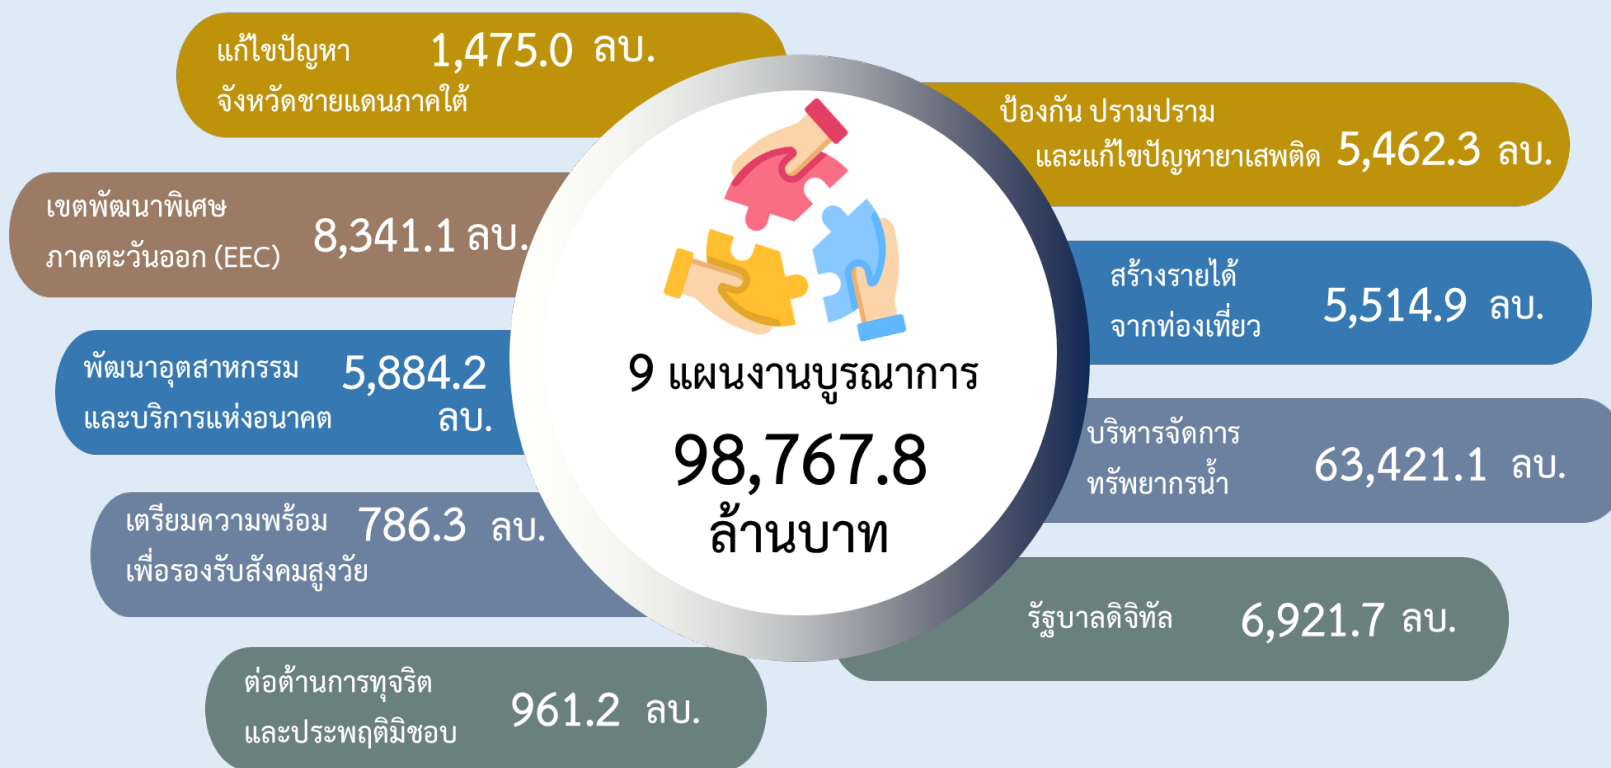 แก้ไขปัญหา 1,475.0 ลบ.
จังหวัดชายแดนภาคใต้
เขตพัฒนาพิเศษ
ภาคตะวันออก (EEC) 8,341.1 ลบ.
พัฒนาอุตสาหกรรม 5,884.2
และบริการแห่งอนาคต ลบ.
เตรียมความพร้อม 786.3 ลบ.
เพื่อรองรับสังคมสูงวัย
ต่อต้านการทุจริต
และประพฤติมิชอบ 961.2 ลบ.
9 แผนงานบูรณาการ
98,767.8
ล้านบาท
ป้องกัน ปรามปราม
และแก้ไขปัญหายาเสพติด 5,462.3 ลบ.
สร้างรายได้
จากท่องเที่ยว 5,514.9 ลบ.
บริหารจัดการ
ทรัพยากรน้ำ 63,421.1 ลบ.
รัฐบาลดิจิทัล 6,921.7 ลบ.